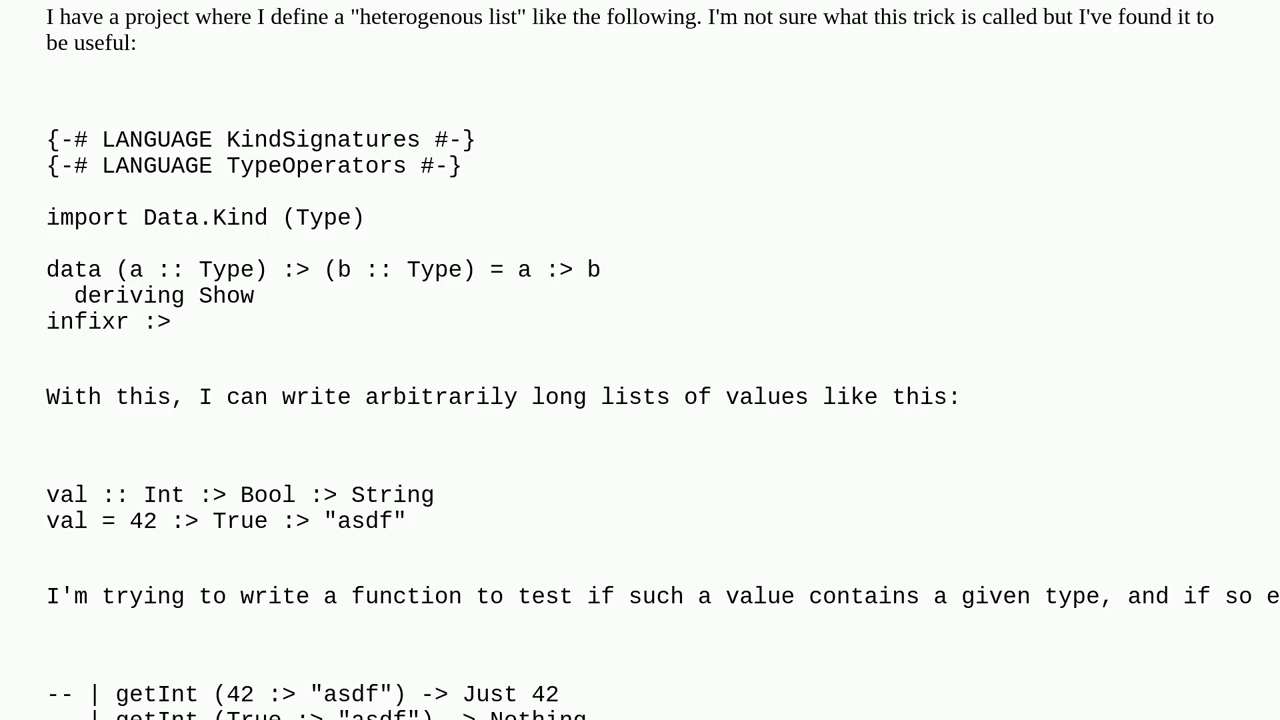 I have a project where I define a "heterogenous list" like the following. I'm not sure what this trick is called but I've found it to
be useful:
{-# LANGUAGE KindSignatures #-}
{-# LANGUAGE TypeOperators #-}
import Data.Kind (Type)
data (a :: Type) :> (b :: Type) = a :> b
  deriving Show
infixr :>
With this, I can write arbitrarily long lists of values like this:
val :: Int :> Bool :> String
val = 42 :> True :> "asdf"
I'm trying to write a function to test if such a value contains a given type, and if so
-- | getInt (42 :> "asdf") -> Just 42
-- | getInt (True :> "asdf") -> Nothing